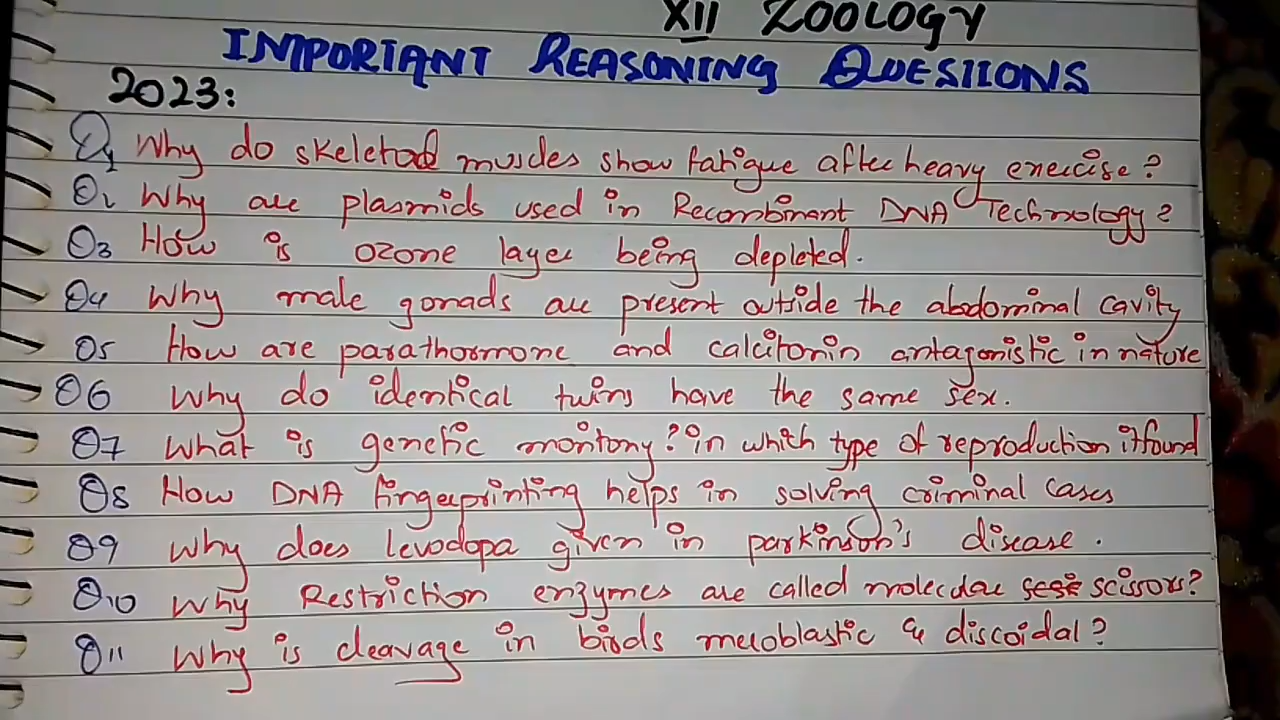 XII ZOOLOGY
IMPORTANT REASONING QUESTIONS
2023:
Q1 Why do skeletal muscles show fatigue after heavy exercise?
Q2 Why are plasmids used in Recombinant DNA Technology?
Q3 How is ozone layer being depleted.
Q4 Why male gonads are present outside the abdominal cavity
Q5 How are parathormone and calcitonin antagonistic in nature
Q6 Why do identical twins have the same sex.
Q7 What is genetic montony? in which type of reproduction it found
Q8 How DNA fingerprinting helps in solving criminal cases
Q9 Why does levodopa given in parkinson's disease.
Q10 Why Restriction enzymes are called molecular scissors?
Q11 Why is cleavage in birds meroblastic & discoidal?